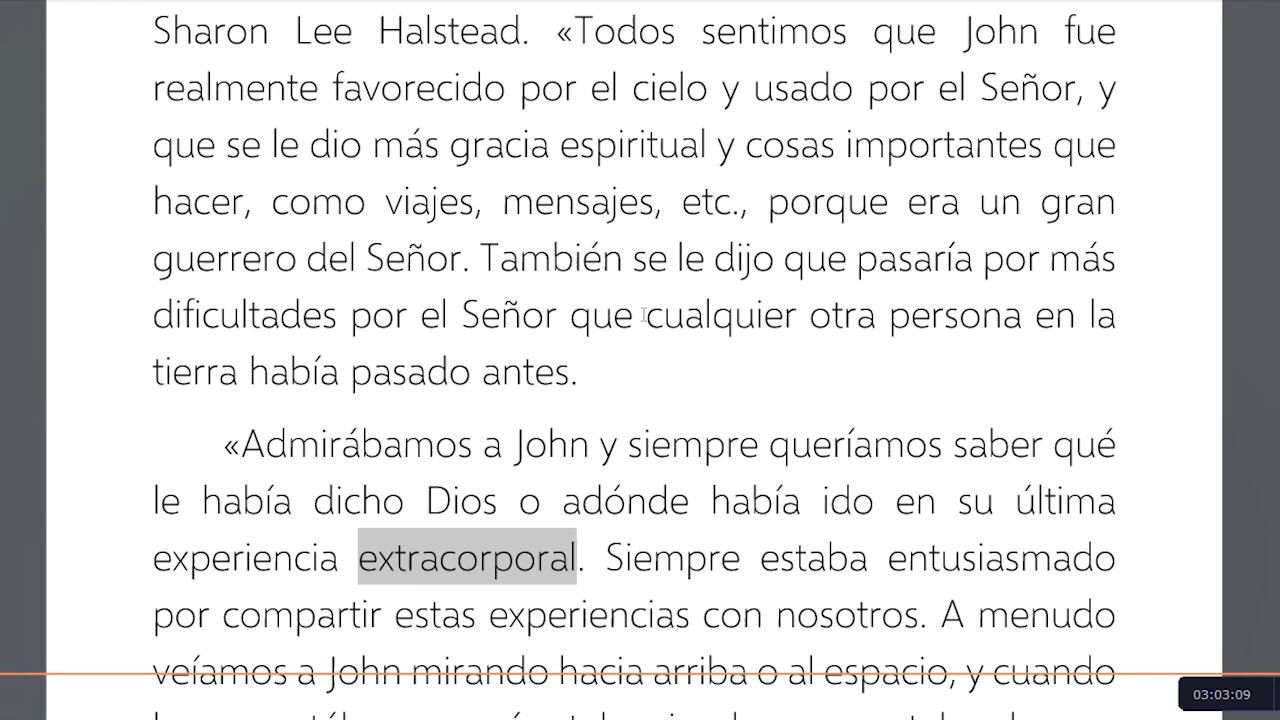 Sharon Lee Halstead. «Todos sentimos que John fue
realmente favorecido por el cielo y usado por el Señor, y
que se le dio más gracia espiritual y cosas importantes que
hacer, como viajes, mensajes, etc., porque era un gran
guerrero del Señor. También se le dijo que pasaría por más
dificultades por el Señor que cualquier otra persona en la
tierra había pasado antes.
«Admirábamos a John y siempre queríamos saber qué
le había dicho Dios o adónde había ido en su última
experiencia extracorporal. Siempre estaba entusiasmado
por compartir estas experiencias con nosotros. A menudo
veíamos a John mirando hacia arriba o al espacio, y cuando
03:03:09